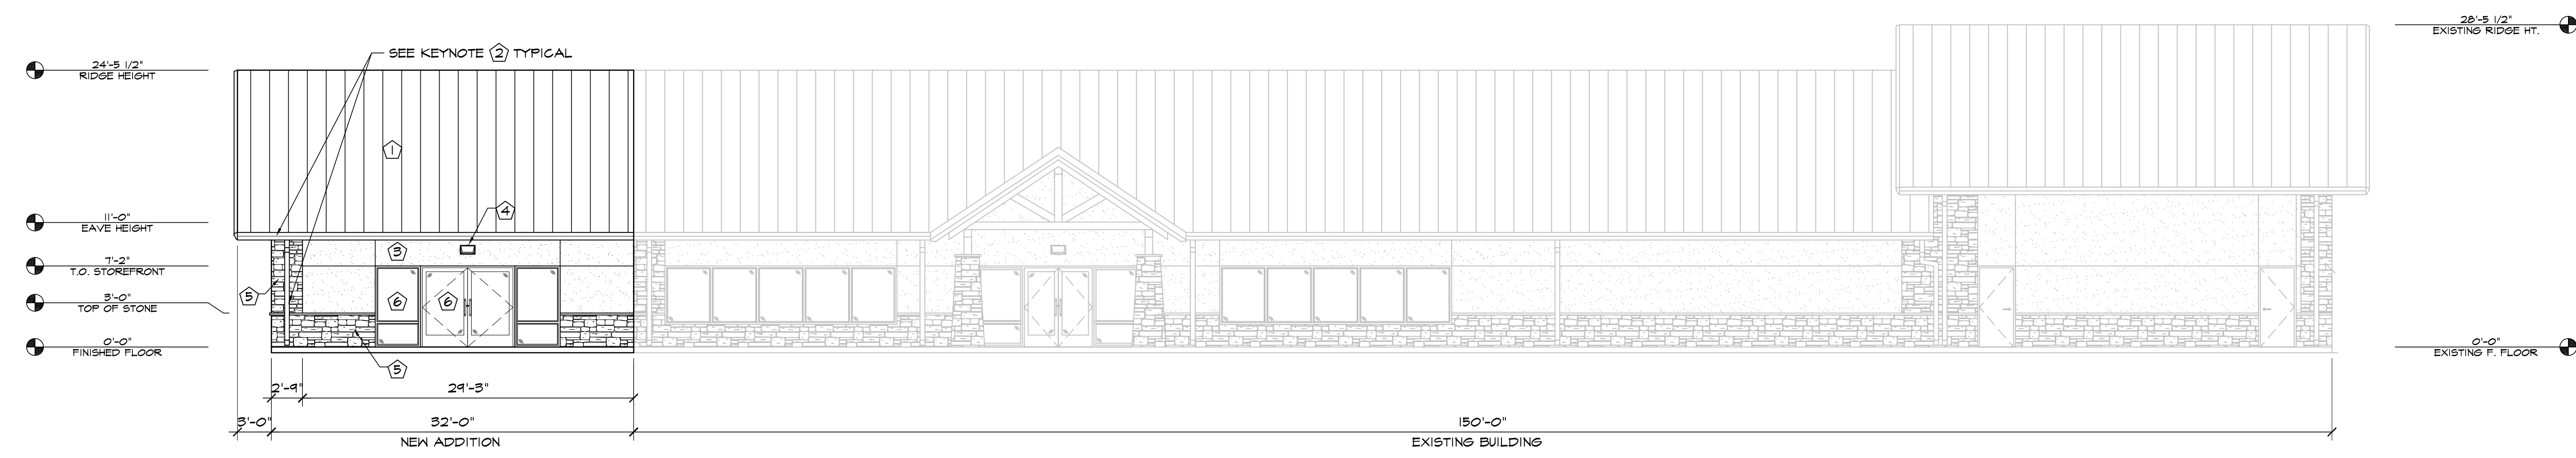 28'-5 1/2"
EXISTING RIDGE HT.
SEE KEYNOTE 2 TYPICAL
24'-5 1/2"
RIDGE HEIGHT
1
4
11'-0"
EAVE HEIGHT
3
7'-2"
T.O. STOREFRONT
5
6
6
3'-0"
TOP OF STONE
0'-0"
FINISHED FLOOR
0'-0"
EXISTING F. FLOOR
5
2'-9"
29'-3"
3'-0"
32'-0"
NEW ADDITION
150'-0"
EXISTING BUILDING